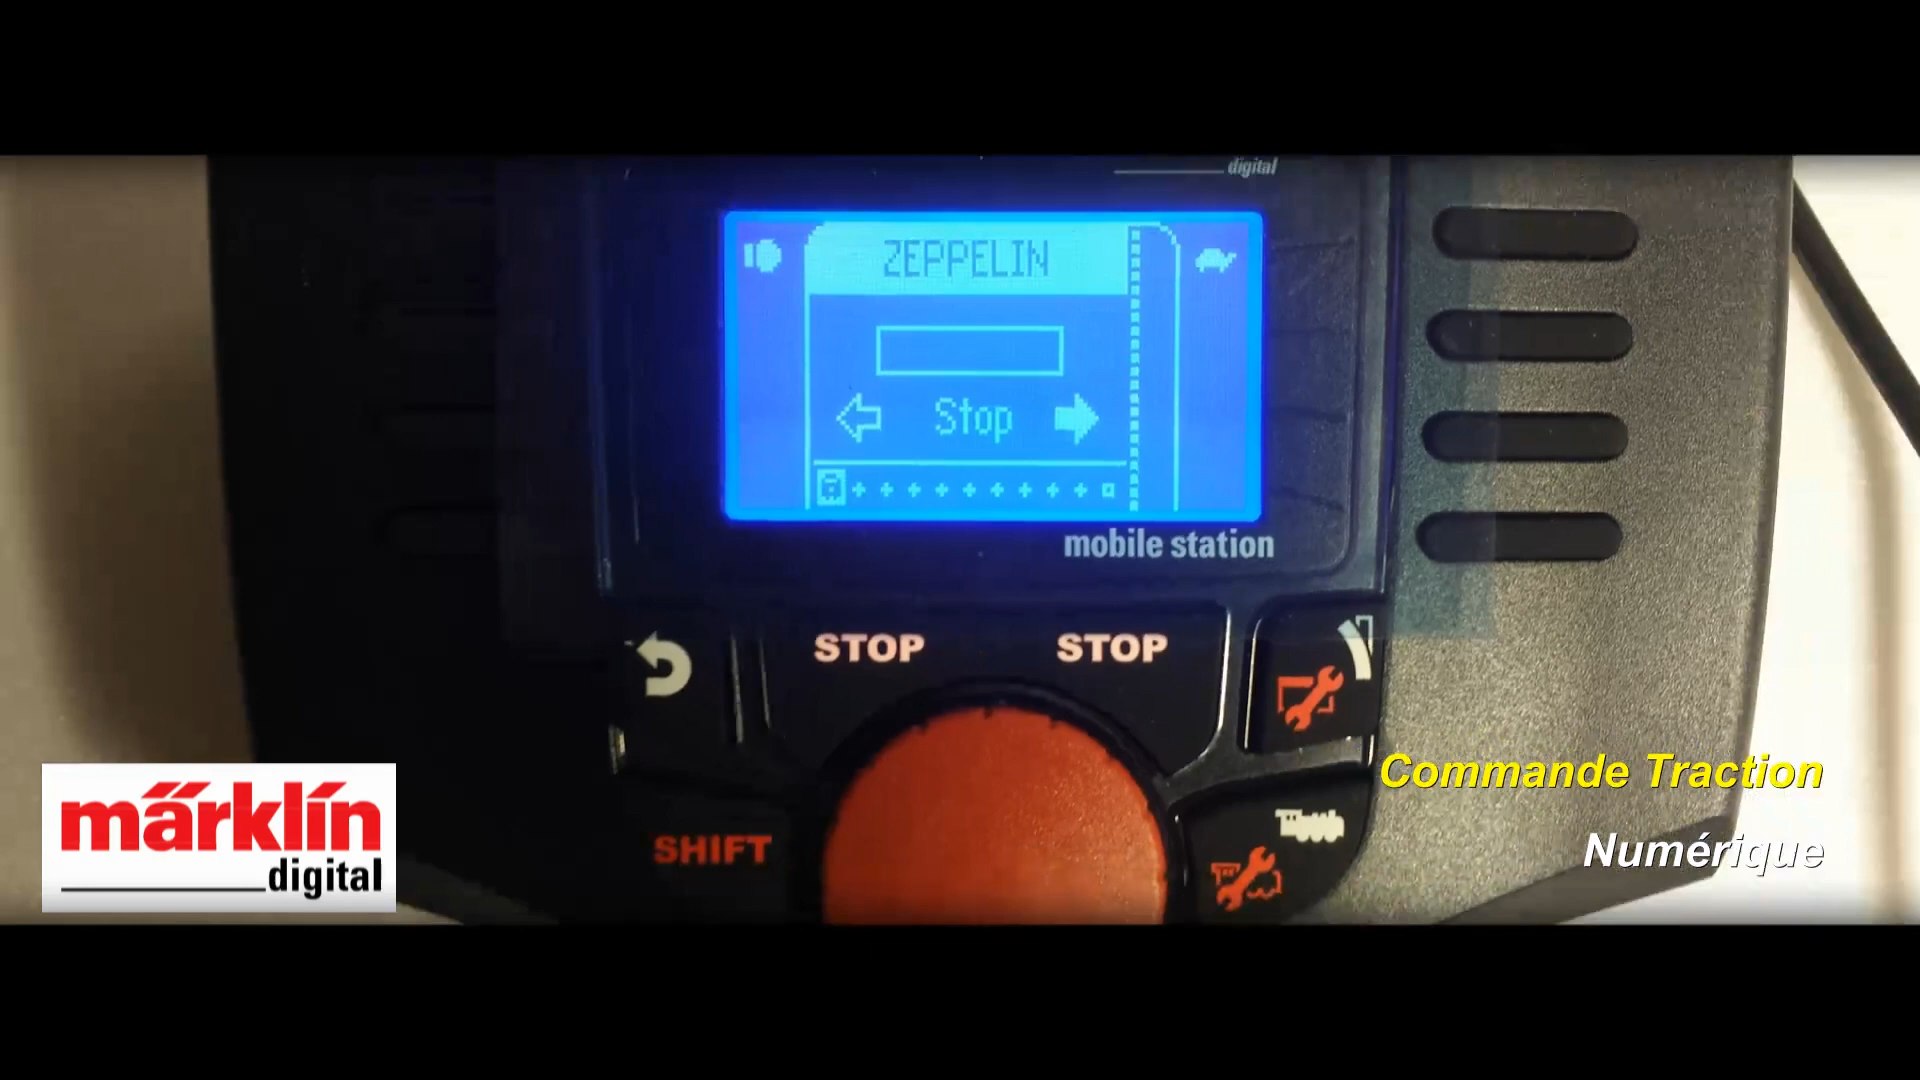 digital
ZEPPELIN
Stop
mobile station
STOP STOP
SHIFT
märklin
digital
Commande Traction
Numérique